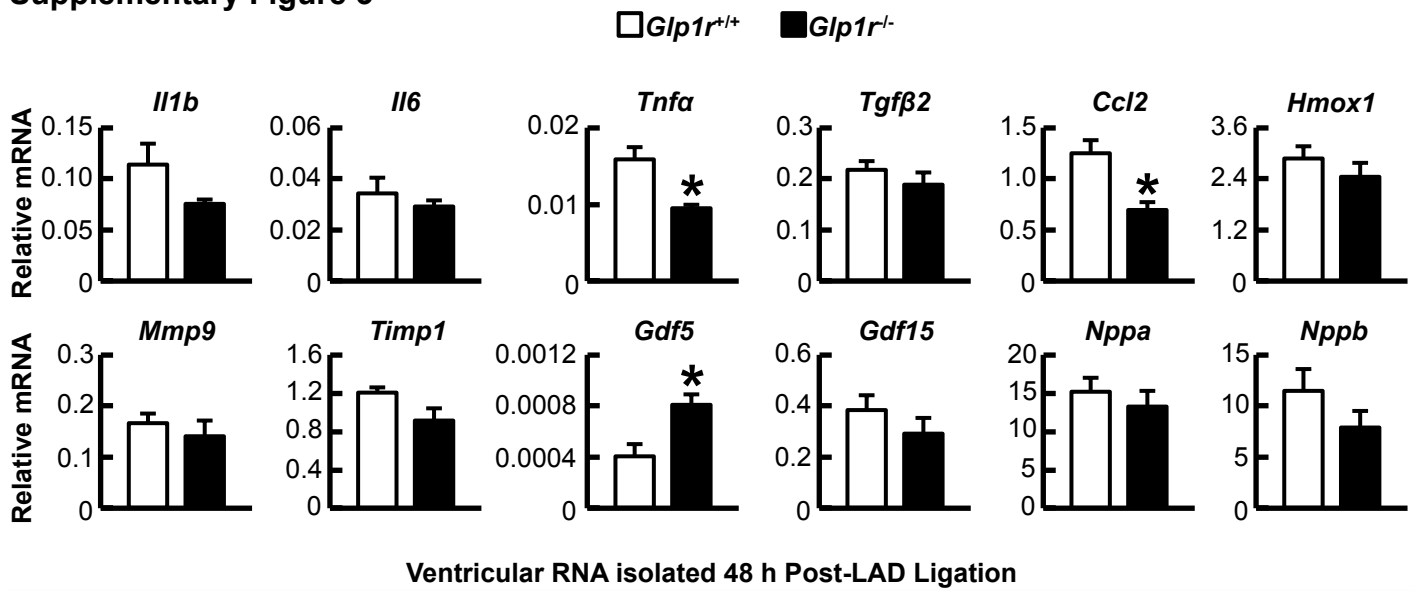 Glp1r+/+ Glp1r-/-
Il1b Il6 Tnfα Tgfβ2 Ccl2 Hmox1
Relative mRNA
0.15 0.10 0.05 0
0.06 0.04 0.02 0
0.02 0.01 0
*
0.3 0.2 0.1 0
1.5 1.0 0.5 0
*
3.6 2.4 1.2 0
Mmp9 Timp1 Gdf5 Gdf15 Nppa Nppb
Relative mRNA
0.3 0.2 0.1 0
1.6 1.2 0.8 0.4 0
0.0012 0.0008 0.0004 0
*
0.6 0.4 0.2 0
20 15 10 5 0
15 10 5 0
Ventricular RNA isolated 48 h Post-LAD Ligation